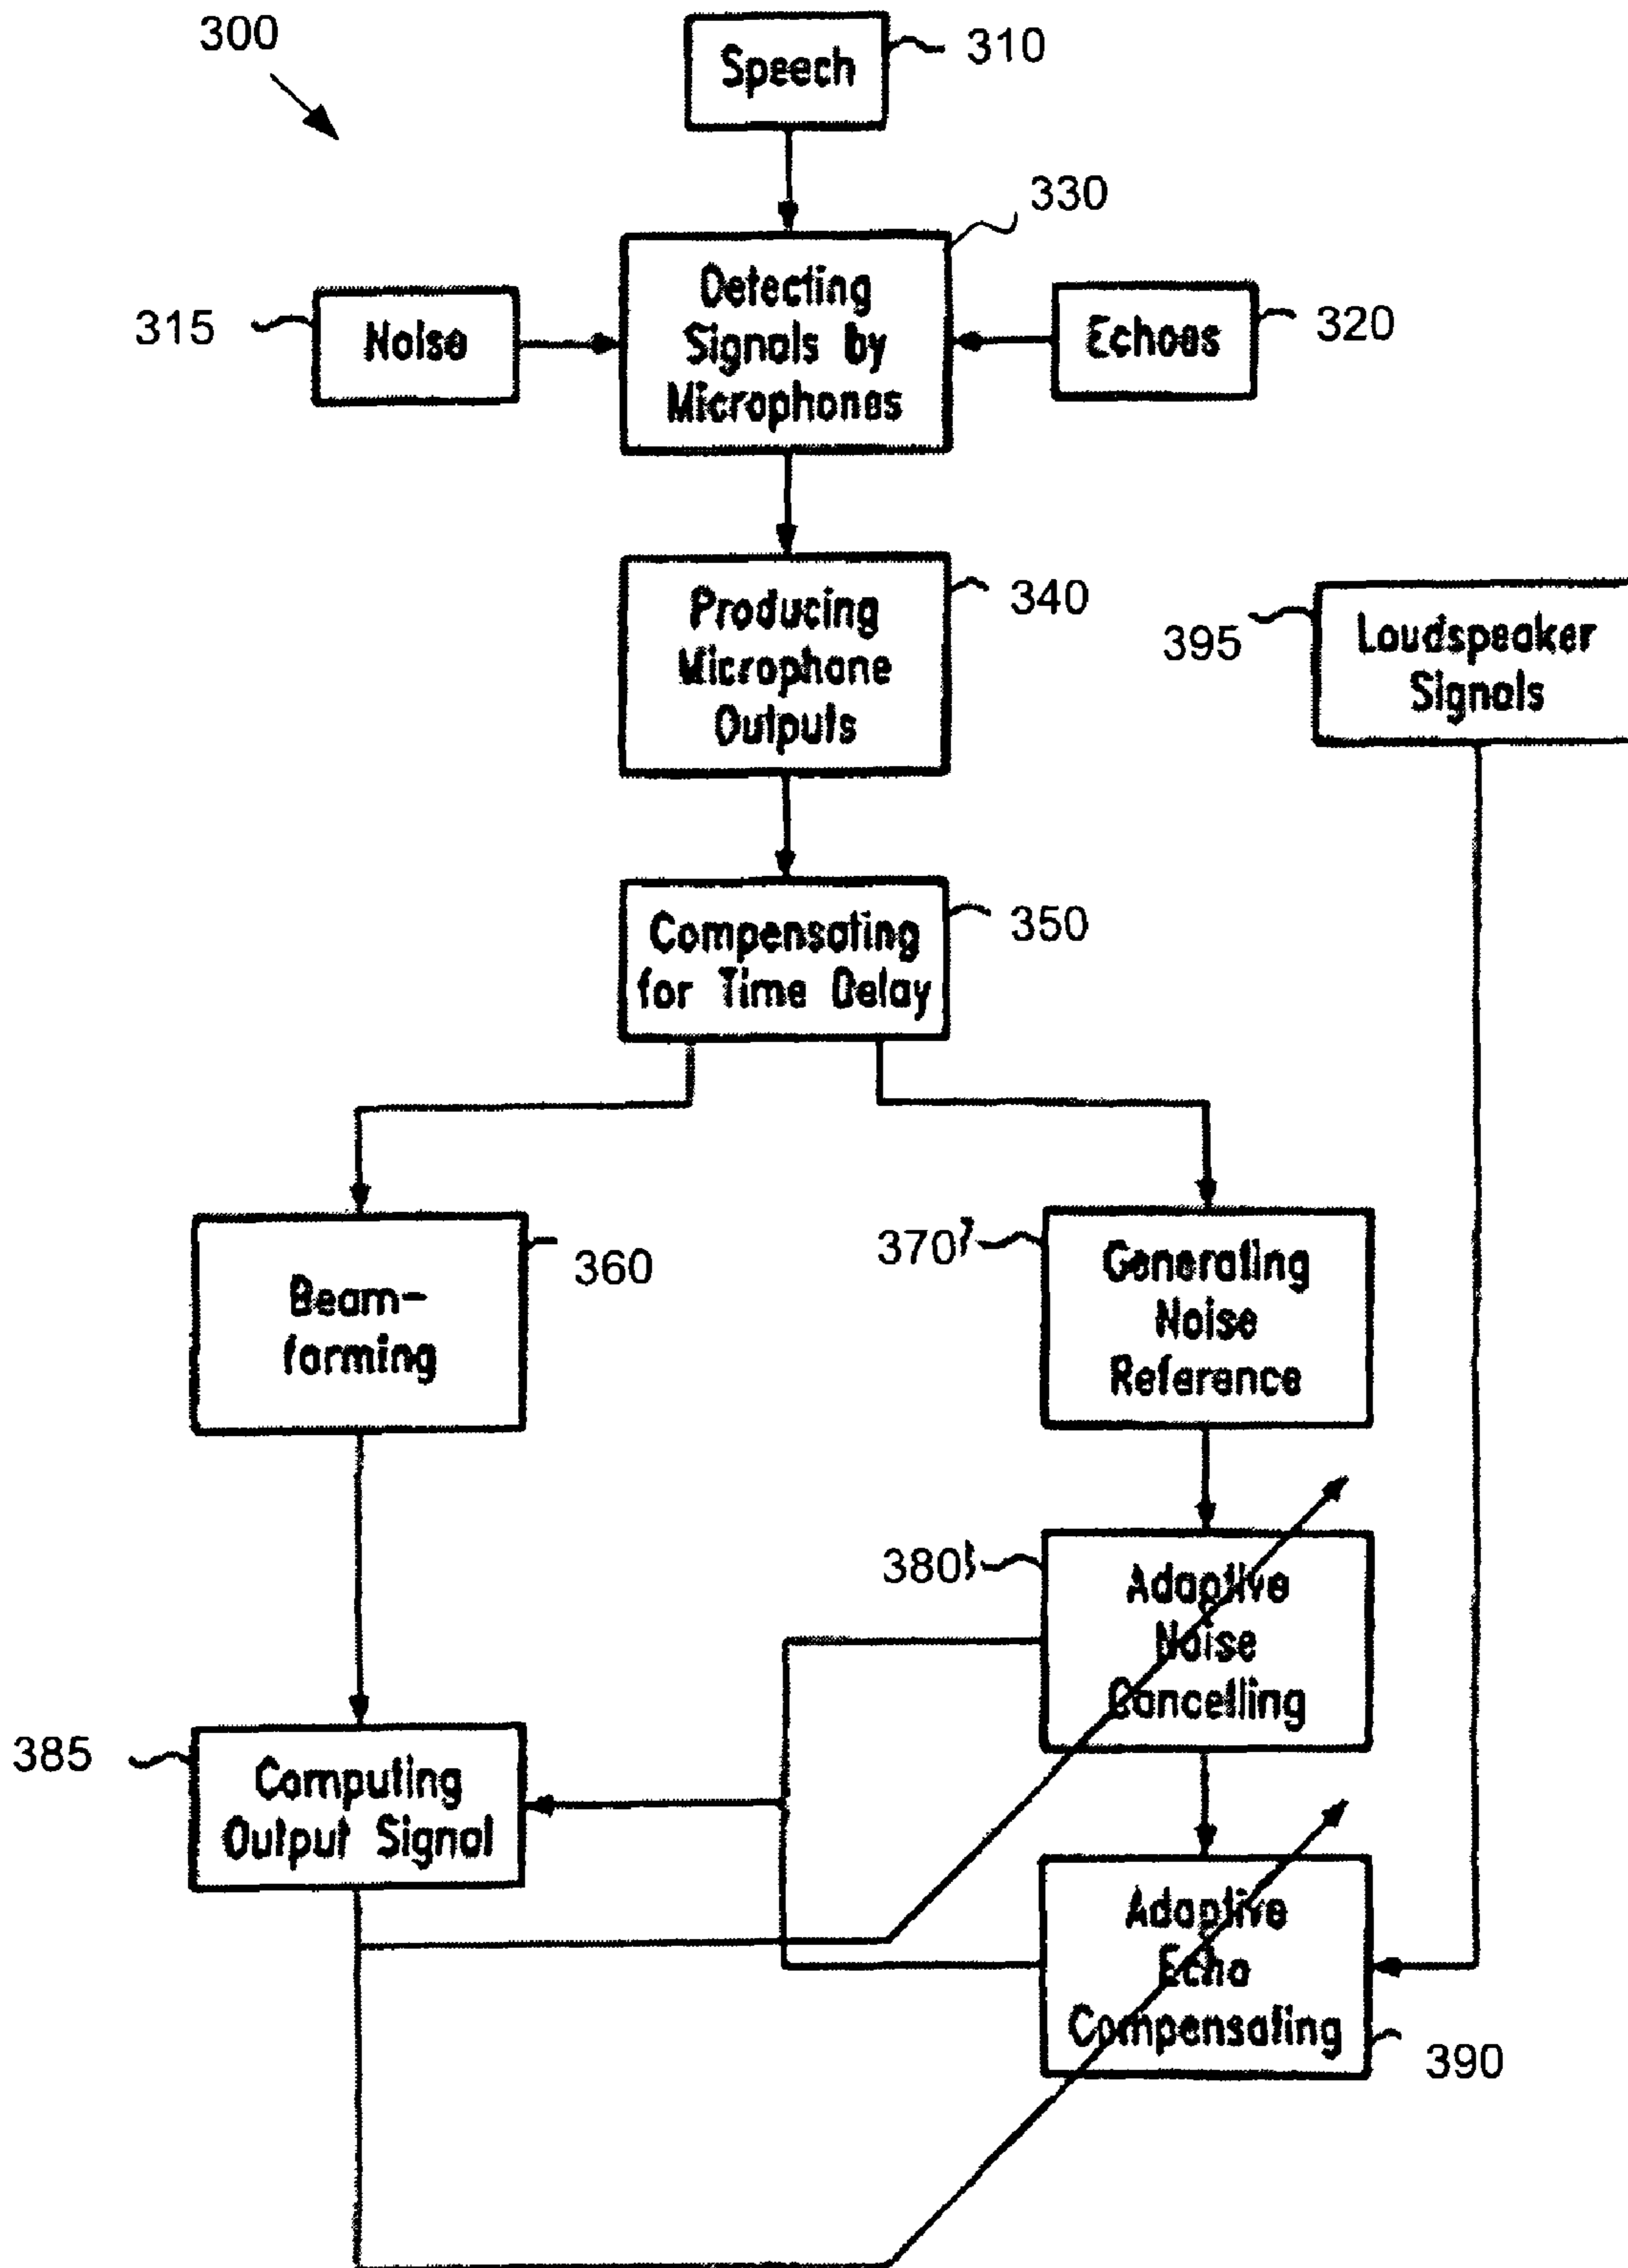 300
Speech
310
330
315
Noise
Detecting
Signals by
Microphones
Echoes
320
Producing
Microphone
Outputs
340
395
Loudspeaker
Signals
Compensating
for Time Delay
350
Beam-
forming
360
370
Generating
Noise
Reference
380
Adaptive
Noise
Cancelling
385
Computing
Output Signal
Adaptive
Echo
Compensating
390